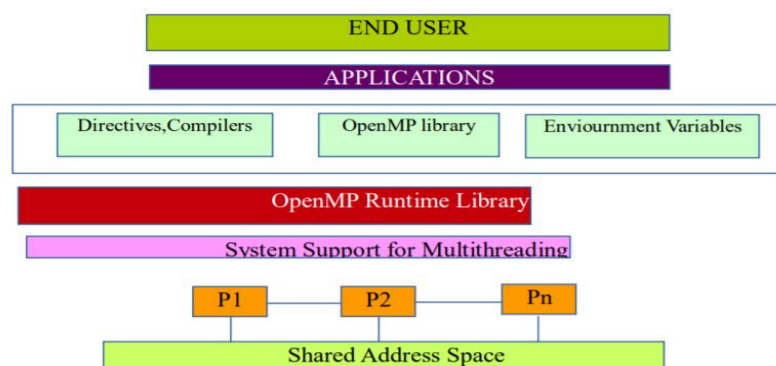 END USER
APPLICATIONS
Directives,Compilers
OpenMP library
Enviournment Variables
OpenMP Runtime Library
System Support for Multithreading
P1
P2
Pn
Shared Address Space